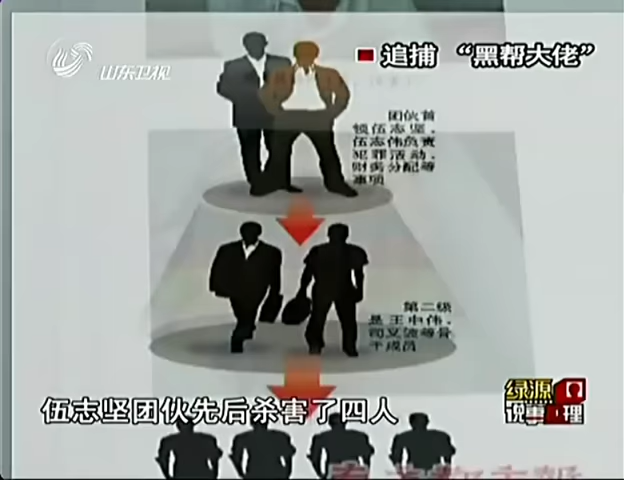 山东卫视
追捕 “黑帮大佬”
团伙首
领伍志坚、
伍志伟负责
犯罪活动、
财务分配等
事项
第二级
是王中伟、
等骨
干成员
绿源
说事 理
伍志坚团伙先后杀害了四人